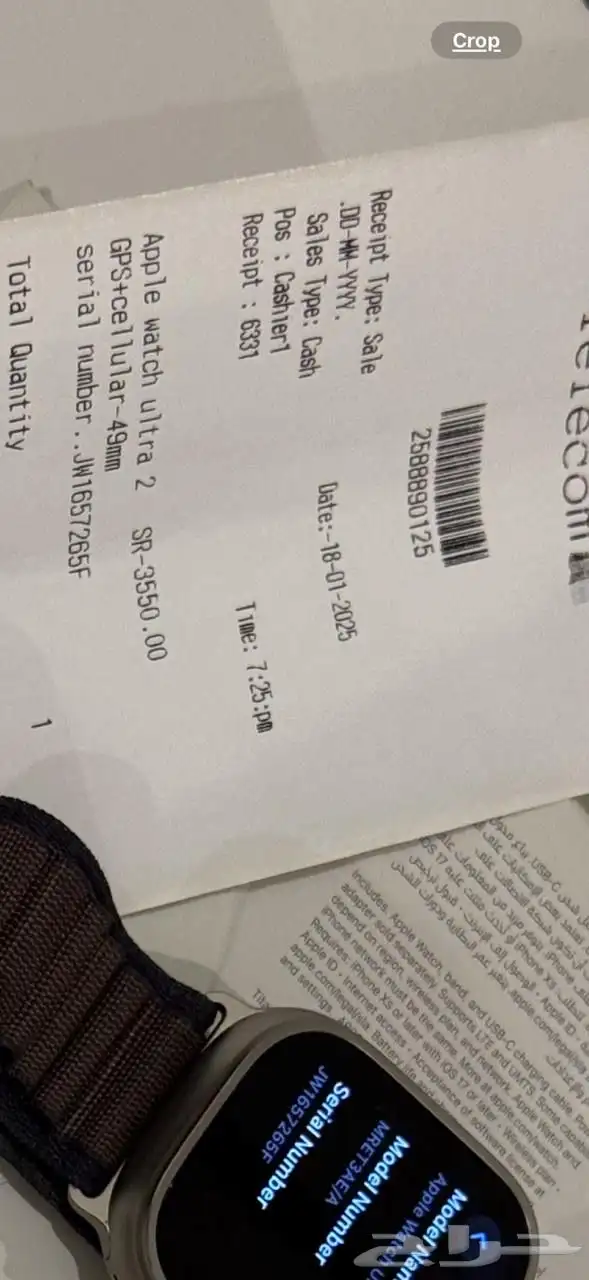 Crop
Telecom
2588890125
Receipt Type: Sale
.DD-MM-YYYY.
Sales Type: Cash Date:-18-01-2025
Pos : Cashier1
Receipt : 6331 Time: 7:25:pm
Apple watch ultra 2 SR-3550.00
GPS+cellular-49mm
serial number..JW1657265F
Total Quantity 1
Includes: Apple Watch, band, and USB-C charging cable. Power
adapter sold separately. Supports LTE and UMTS. Some
depend on region, wireless plan, and network. Apple Watch and
iPhone network must be the same. More at apple.com/watch.
Requires: iPhone XS or later with iOS 17 or later • Wireless plan •
Apple ID • Internet access • Acceptance of software license at
apple.com/legal/sla. Battery life and
and settings.
Apple Watch
Model Number
MRET3AE/A
Serial Number
JW1657265F
حراج